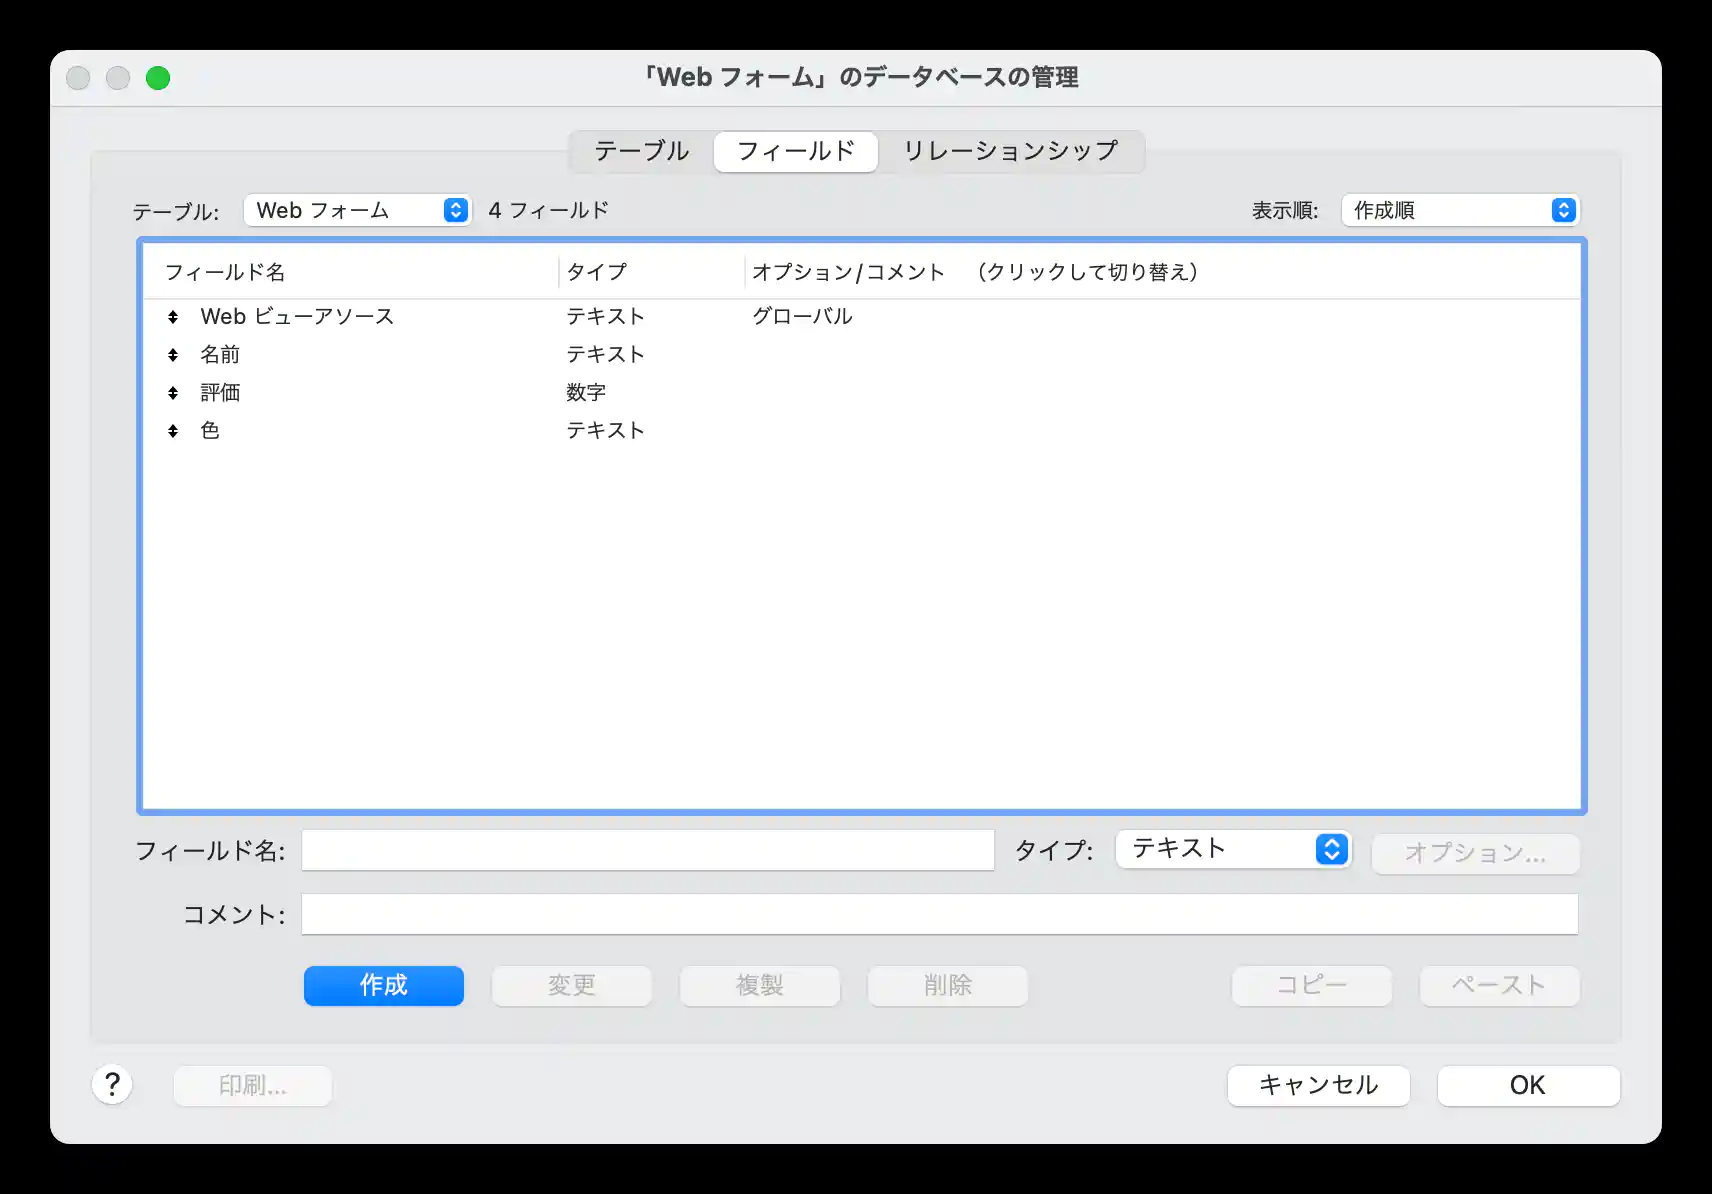 「Web フォーム」のデータベースの管理
テーブル フィールド リレーションシップ
テーブル: Web フォーム 4 フィールド 表示順: 作成順
フィールド名 タイプ オプション/コメント （クリックして切り替え）
Web ビューアソース テキスト グローバル
名前 テキスト
評価 数字
色 テキスト
フィールド名: タイプ: テキスト オプション...
コメント:
作成 変更 複製 削除 コピー ペースト
? 印刷... キャンセル OK